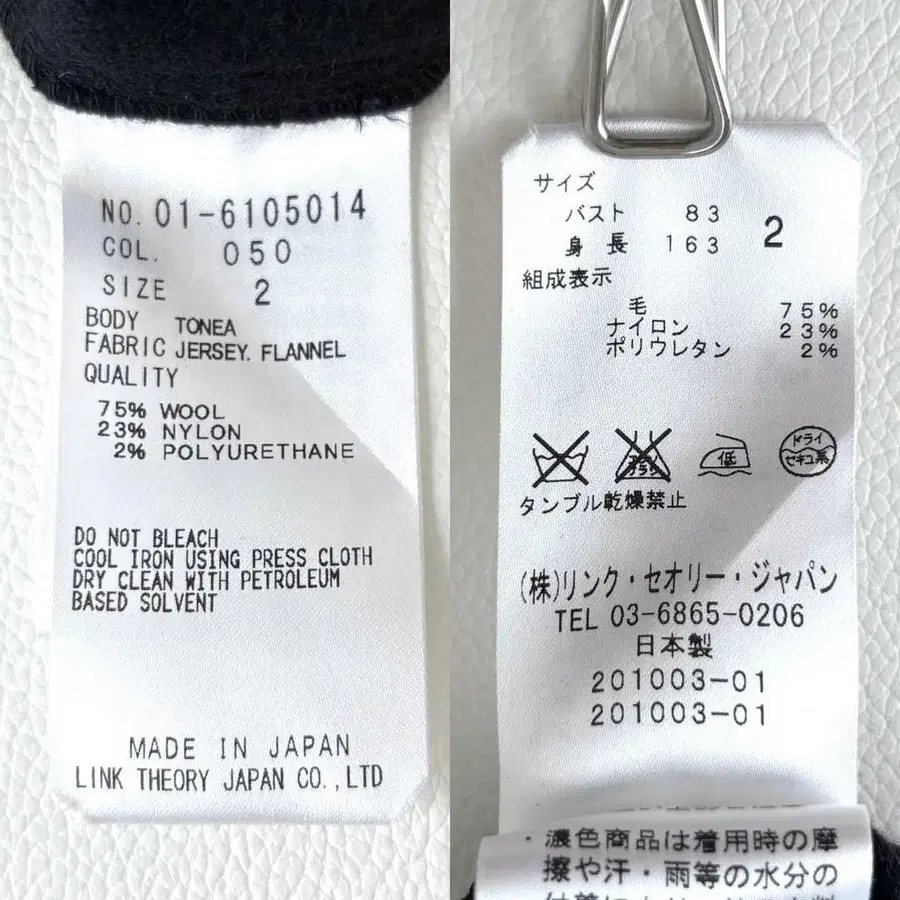 NO. 01-6105014
COL. 050
SIZE 2
BODY TONEA
FABRIC JERSEY. FLANNEL
QUALITY
75% WOOL
23% NYLON
2% POLYURETHANE
DO NOT BLEACH
COOL IRON USING PRESS CLOTH
DRY CLEAN WITH PETROLEUM
BASED SOLVENT
MADE IN JAPAN
LINK THEORY JAPAN CO.,LTD
サイズ
バスト 83
身長 163 2
組成表示
毛 75%
ナイロン 23%
ポリウレタン 2%
低
ドライ
セキユ系
タンブル乾燥禁止
(株)リンク・セオリー・ジャパン
TEL 03-6865-0206
日本製
201003-01
201003-01
・濃色商品は着用時の摩
擦や汗・雨等の水分の